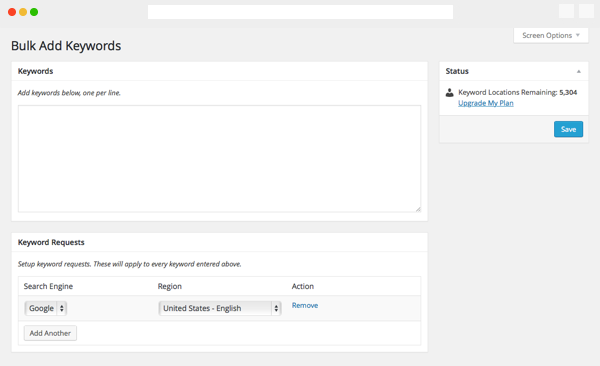 Screen Options
Bulk Add Keywords
Keywords
Add keywords below, one per line.
Status
Keyword Locations Remaining: 5,304
Upgrade My Plan
Save
Keyword Requests
Setup keyword requests. These will apply to every keyword entered above.
Search Engine Region Action
Google United States - English Remove
Add Another